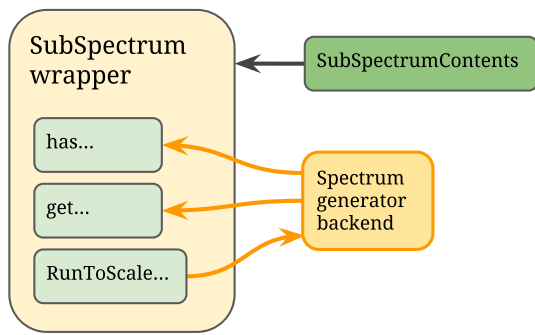 SubSpectrum
wrapper
SubSpectrumContents
has...
get...
RunToScale...
Spectrum
generator
backend